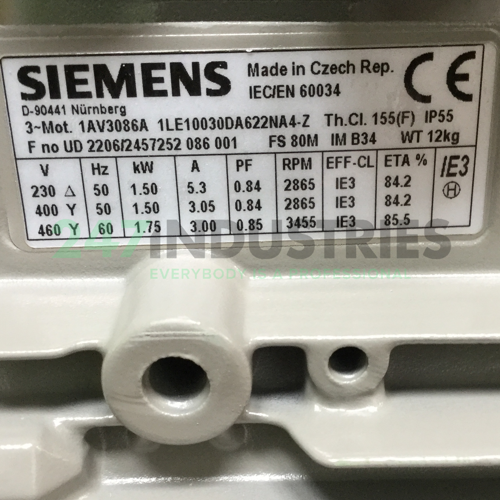 SIEMENS Made in Czech Rep. CE
D-90441 Nürnberg IEC/EN 60034
3~Mot. 1AV3086A 1LE10030DA622NA4-Z Th.Cl. 155(F) IP55
F no UD 2206/2457252 086 001 FS 80M IM B34 WT 12kg
V Hz kW A PF RPM EFF-CL ETA % IE3
230 Δ 50 1.50 5.3 0.84 2865 IE3 84.2 H
400 Y 50 1.50 3.05 0.84 2865 IE3 84.2
460 Y 60 1.75 3.00 0.85 3455 IE3 85.5
247INDUSTRIES
EVERYBODY IS A PROFESSIONAL